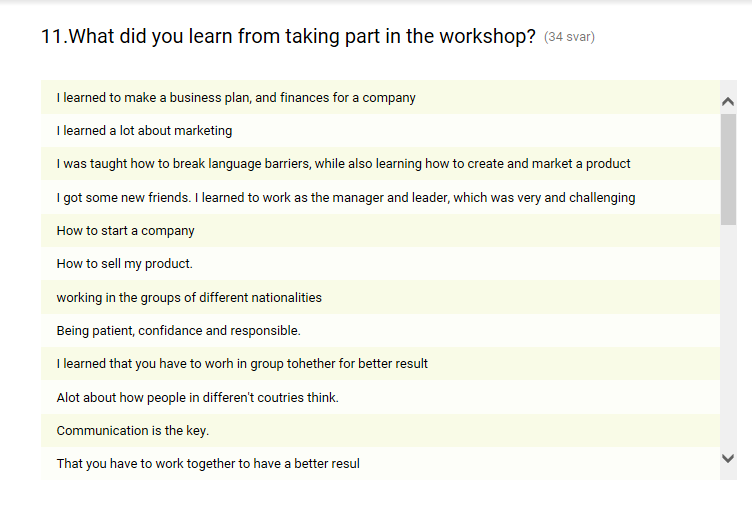 11.What did you learn from taking part in the workshop? (34 svar)
I learned to make a business plan, and finances for a company
I learned a lot about marketing
I was taught how to break language barriers, while also learning how to create and market a product
I got some new friends. I learned to work as the manager and leader, which was very and challenging
How to start a company
How to sell my product.
working in the groups of different nationalities
Being patient, confidance and responsible.
I learned that you have to worh in group tohether for better result
Alot about how people in differen't coutries think.
Communication is the key.
That you have to work together to have a better resul